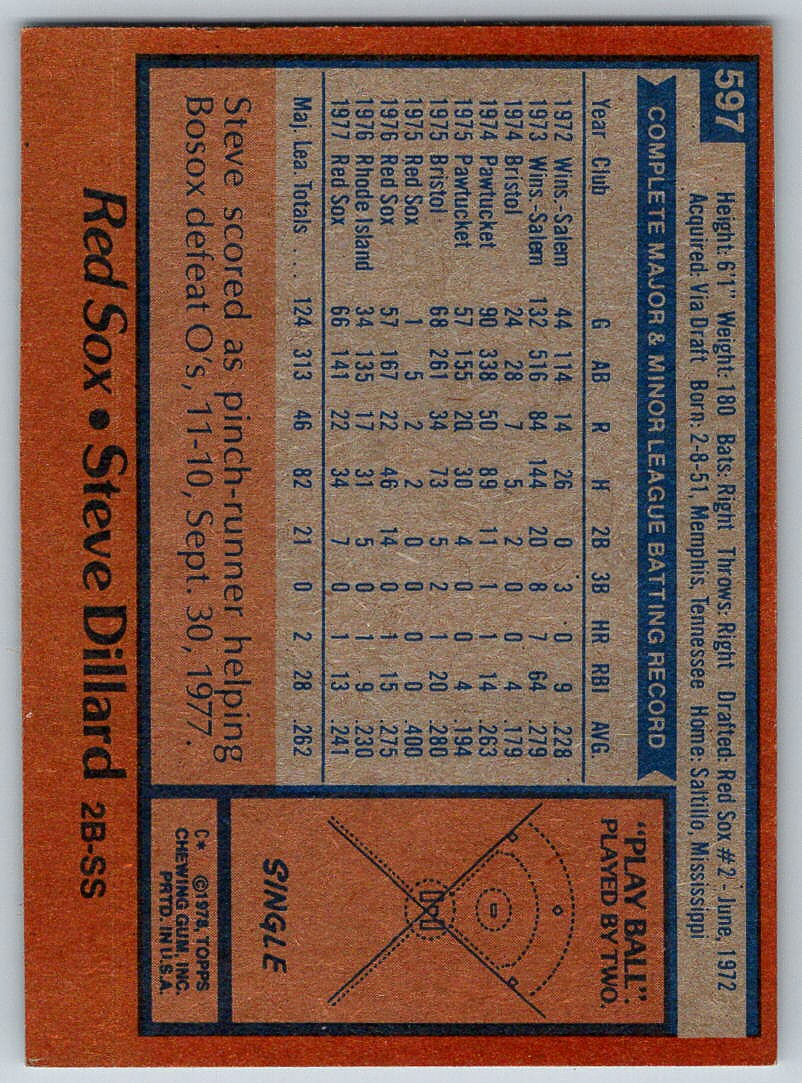 597
Height: 6'1" Weight: 180 Bats: Right Throws: Right Drafted: Red Sox #2 - June, 1972
Acquired: Via Draft Born: 2-8-51, Memphis, Tennessee Home: Saltillo, Mississippi
COMPLETE MAJOR & MINOR LEAGUE BATTING RECORD
Year Club G AB R H 2B 3B HR RBI AVG.
1972 Wins.-Salem 44 114 14 26 0 3 0 9 .228
1973 Wins.-Salem 132 516 84 144 20 8 7 64 .279
1974 Bristol 24 28 7 5 2 0 0 4 .179
1974 Pawtucket 90 338 50 89 11 1 1 14 .263
1975 Pawtucket 57 155 20 30 4 0 0 4 .194
1975 Bristol 68 261 34 73 5 2 1 20 .280
1975 Red Sox 1 5 2 2 0 0 0 0 .400
1976 Red Sox 57 167 22 46 14 0 1 15 .275
1976 Rhode Island 34 135 17 31 5 0 1 9 .230
1977 Red Sox 66 141 22 34 7 0 1 13 .241
Maj. Lea. Totals .... 124 313 46 82 21 0 2 28 .262
Steve scored as pinch-runner helping
Bosox defeat O's, 11-10, Sept. 30, 1977.
"PLAY BALL".
PLAYED BY TWO.
SINGLE
C* ©1978, TOPPS
CHEWING GUM, INC.
PRTD. IN U.S.A.
Red Sox • Steve Dillard 2B-SS